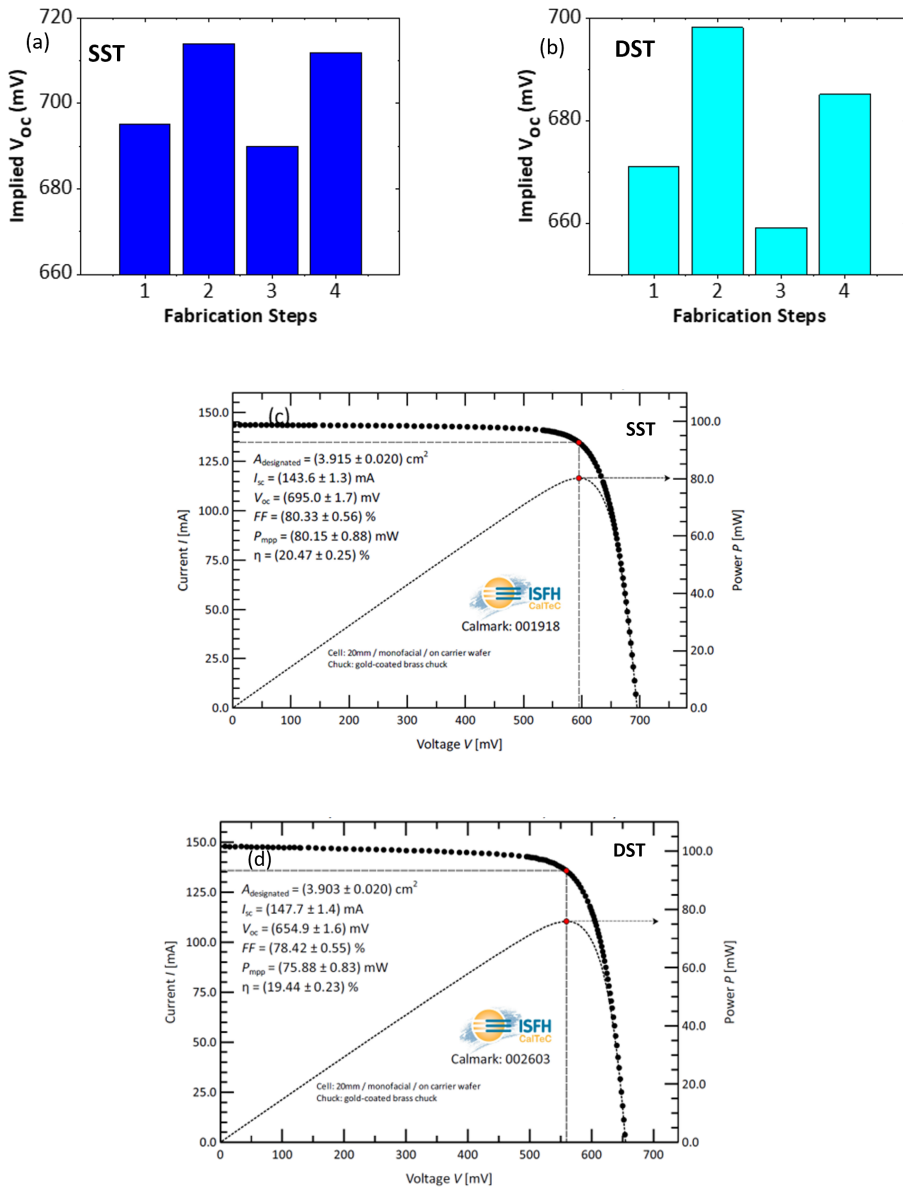 (a)
SST
Implied V_OC (mV)
720
700
680
660
1 2 3 4
Fabrication Steps
(b)
DST
Implied V_OC (mV)
700
680
660
1 2 3 4
Fabrication Steps
(c)
SST
Current I [mA]
150.0
125.0
100.0
75.0
50.0
25.0
0.0
A_designated = (3.915 ± 0.020) cm²
I_sc = (143.6 ± 1.3) mA
V_oc = (695.0 ± 1.7) mV
FF = (80.33 ± 0.56) %
P_mpp = (80.15 ± 0.88) mW
η = (20.47 ± 0.25) %
ISFH
CalTeC
Calmark: 001918
Cell: 20mm / monofacial / on carrier wafer
Chuck: gold-coated brass chuck
100.0
80.0
60.0
40.0
20.0
0.0
Power P [mW]
0 100 200 300 400 500 600 700
Voltage V [mV]
(d)
DST
Current I [mA]
150.0
125.0
100.0
75.0
50.0
25.0
0.0
A_designated = (3.903 ± 0.020) cm²
I_sc = (147.7 ± 1.4) mA
V_oc = (654.9 ± 1.6) mV
FF = (78.42 ± 0.55) %
P_mpp = (75.88 ± 0.83) mW
η = (19.44 ± 0.23) %
ISFH
CalTeC
Calmark: 002603
Cell: 20mm / monofacial / on carrier wafer
Chuck: gold-coated brass chuck
100.0
80.0
60.0
40.0
20.0
0.0
Power P [mW]
0 100 200 300 400 500 600 700
Voltage V [mV]